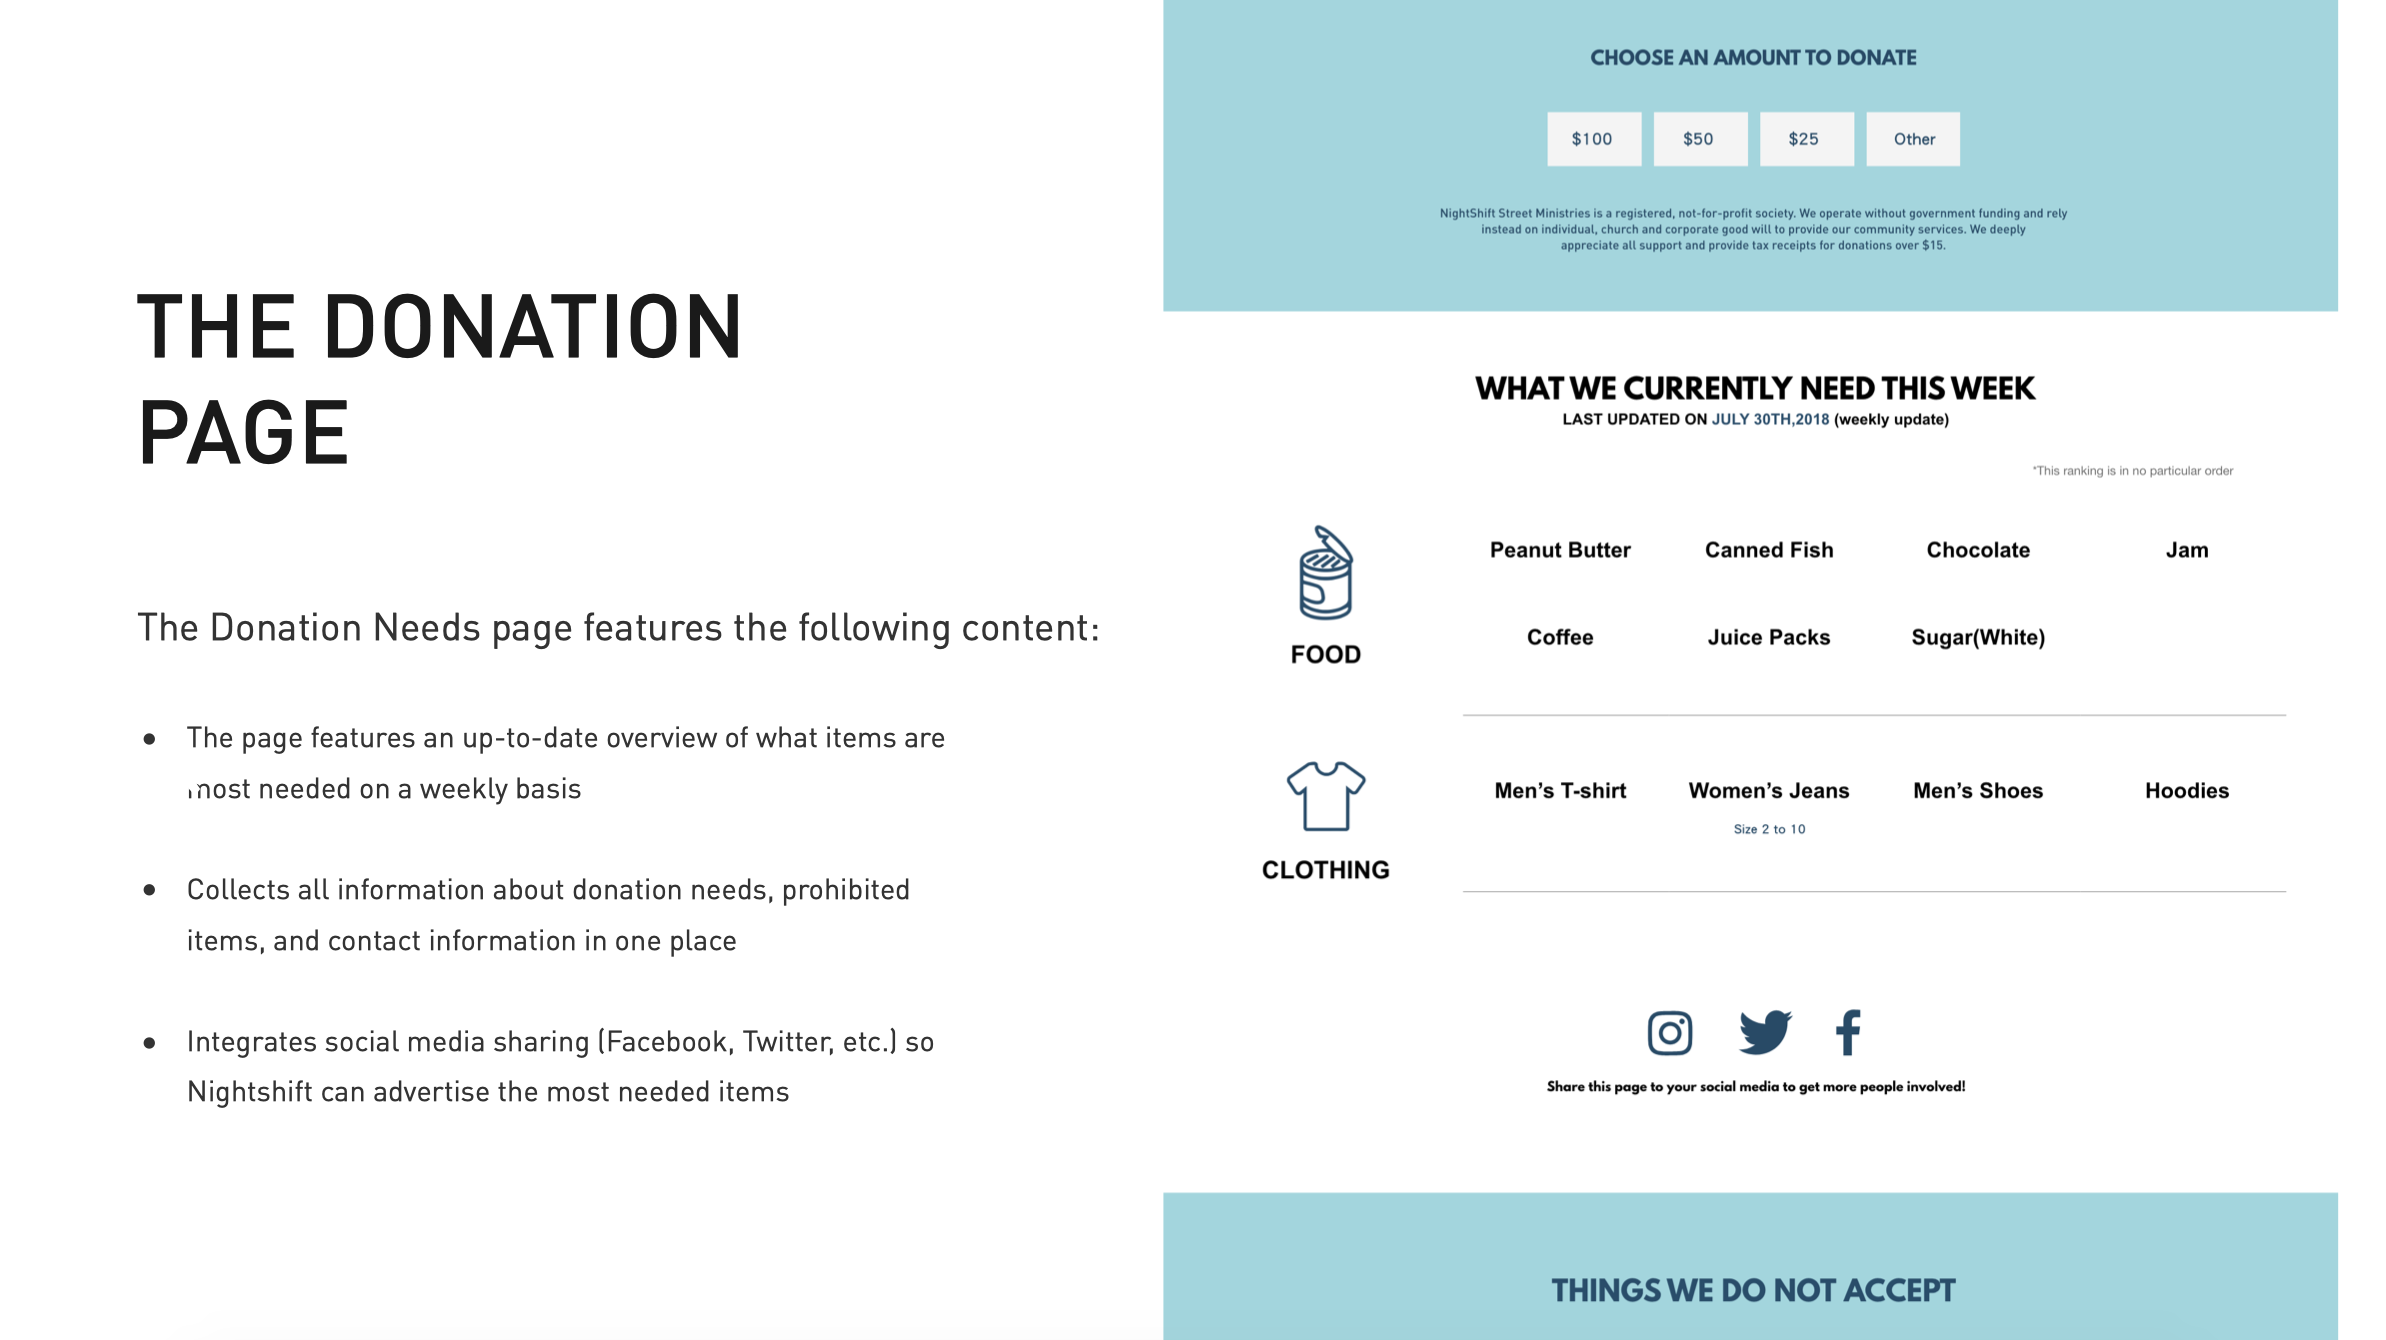 THE DONATION
PAGE
The Donation Needs page features the following content:
● The page features an up-to-date overview of what items are
most needed on a weekly basis
● Collects all information about donation needs, prohibited
items, and contact information in one place
● Integrates social media sharing (Facebook, Twitter, etc.) so
Nightshift can advertise the most needed items
CHOOSE AN AMOUNT TO DONATE
$100 $50 $25 Other
NightShift Street Ministries is a registered, not-for-profit society. We operate without government funding and rely
instead on individual, church and corporate good will to provide our community services. We deeply
appreciate all support and provide tax receipts for donations over $15.
WHAT WE CURRENTLY NEED THIS WEEK
LAST UPDATED ON JULY 30TH,2018 (weekly update)
*This ranking is in no particular order
Peanut Butter Canned Fish Chocolate Jam
Coffee Juice Packs Sugar(White)
FOOD
Men’s T-shirt Women’s Jeans Men’s Shoes Hoodies
Size 2 to 10
CLOTHING
Share this page to your social media to get more people involved!
THINGS WE DO NOT ACCEPT